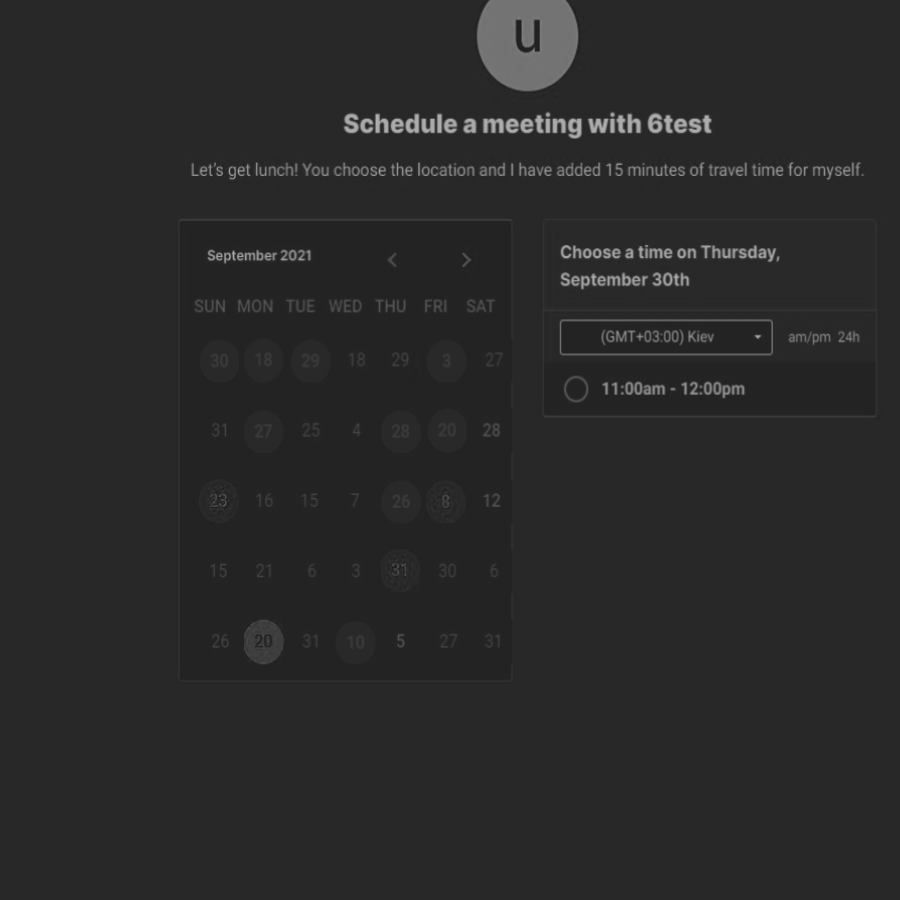 u
Schedule a meeting with 6test
Let's get lunch! You choose the location and I have added 15 minutes of travel time for myself.
September 2021
SUN MON TUE WED THU FRI SAT
30 18 29 18 29 3 27
31 27 25 4 28 20 28
23 16 15 7 26 8 12
15 21 6 3 31 30 6
26 20 31 10 5 27 31
Choose a time on Thursday,
September 30th
(GMT+03:00) Kiev am/pm 24h
11:00am - 12:00pm